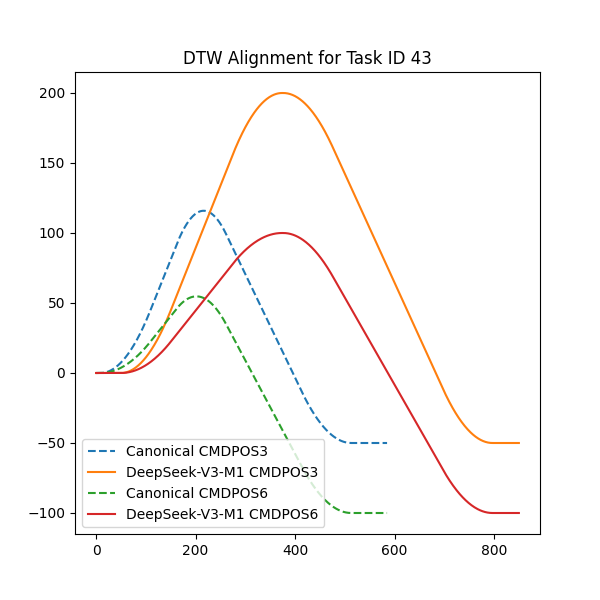 DTW Alignment for Task ID 43
200
150
100
50
0
−50
−100
Canonical CMDPOS3
DeepSeek-V3-M1 CMDPOS3
Canonical CMDPOS6
DeepSeek-V3-M1 CMDPOS6
0 200 400 600 800